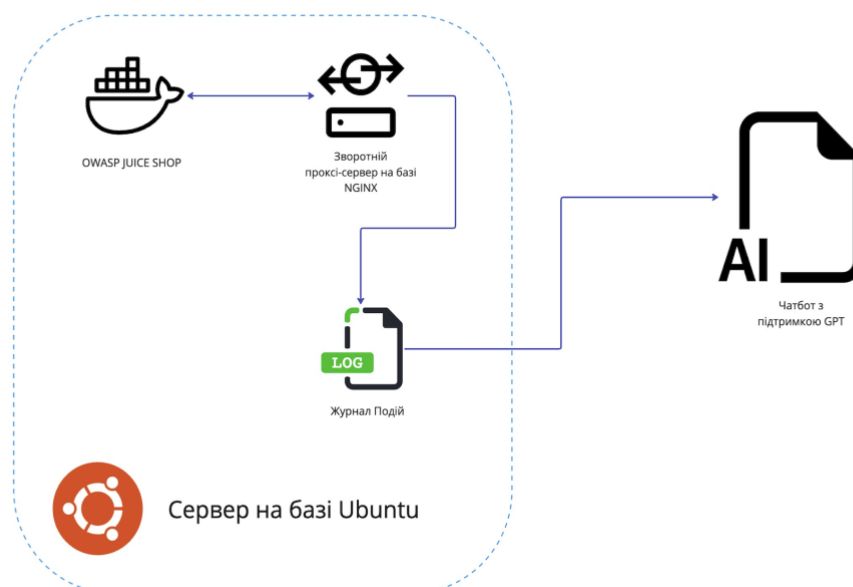 OWASP JUICE SHOP
Зворотній
проксі-сервер на базі
NGINX
LOG
Журнал Подій
AI
Чатбот з
підтримкою GPT
Сервер на базі Ubuntu